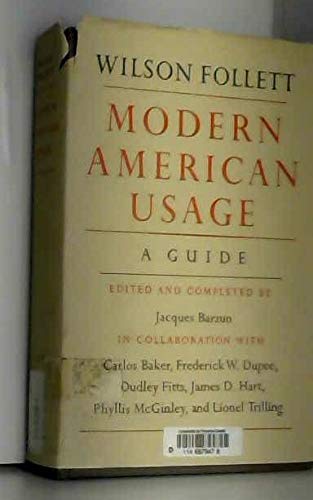 WILSON FOLLETT
MODERN
AMERICAN
USAGE
A GUIDE
EDITED AND COMPLETED BY
Jacques Barzun
IN COLLABORATION WITH
Carlos Baker, Frederick W. Dupee,
Dudley Fitts, James D. Hart,
Phyllis McGinley, and Lionel Trilling